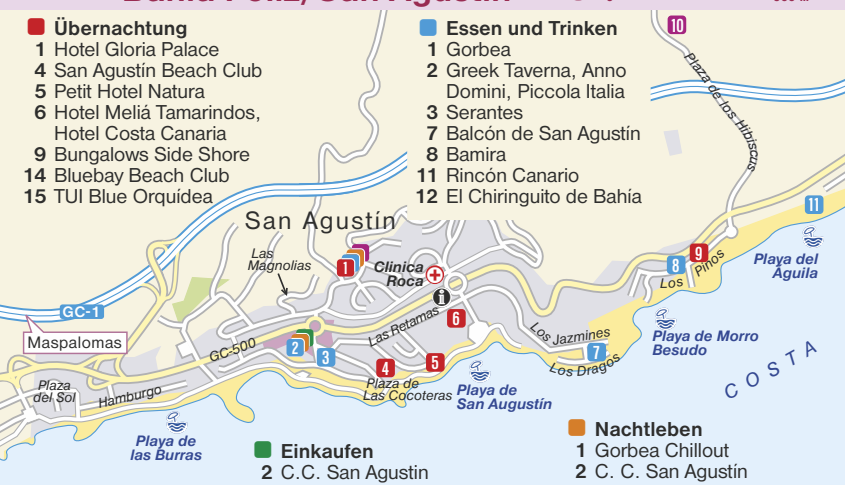 Bahía Feliz, San Agustín
Übernachtung
1 Hotel Gloria Palace
4 San Agustín Beach Club
5 Petit Hotel Natura
6 Hotel Meliá Tamarindos,
Hotel Costa Canaria
9 Bungalows Side Shore
14 Bluebay Beach Club
15 TUI Blue Orquídea
Essen und Trinken
1 Gorbea
2 Greek Taverna, Anno
Domini, Piccola Italia
3 Serantes
7 Balcón de San Agustín
8 Bamira
11 Rincón Canario
12 El Chiringuito de Bahía
10
Plaza de los Hibiscus
11
San Agustín
Las
Magnolias
1
Clinica
Roca
i
9
8
Los Pinos
Playa del
Águila
GC-1
Maspalomas
GC-500
Las Retamas
6
2
3
4
5
Los Jazmines
7
Los Dragos
Playa de Morro
Besudo
COSTA
Plaza
del Sol
Hamburgo
Plaza de
Las Cocoteras
Playa de
San Augustín
Playa de
las Burras
Einkaufen
2 C.C. San Agustin
Nachtleben
1 Gorbea Chillout
2 C. C. San Agustín